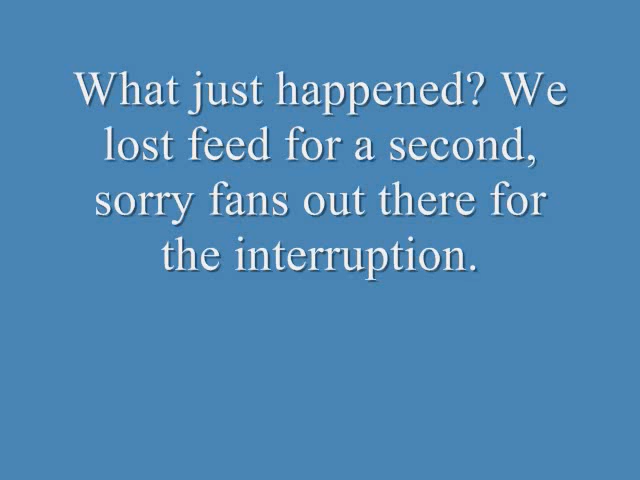 What just happened? We
lost feed for a second,
sorry fans out there for
the interruption.